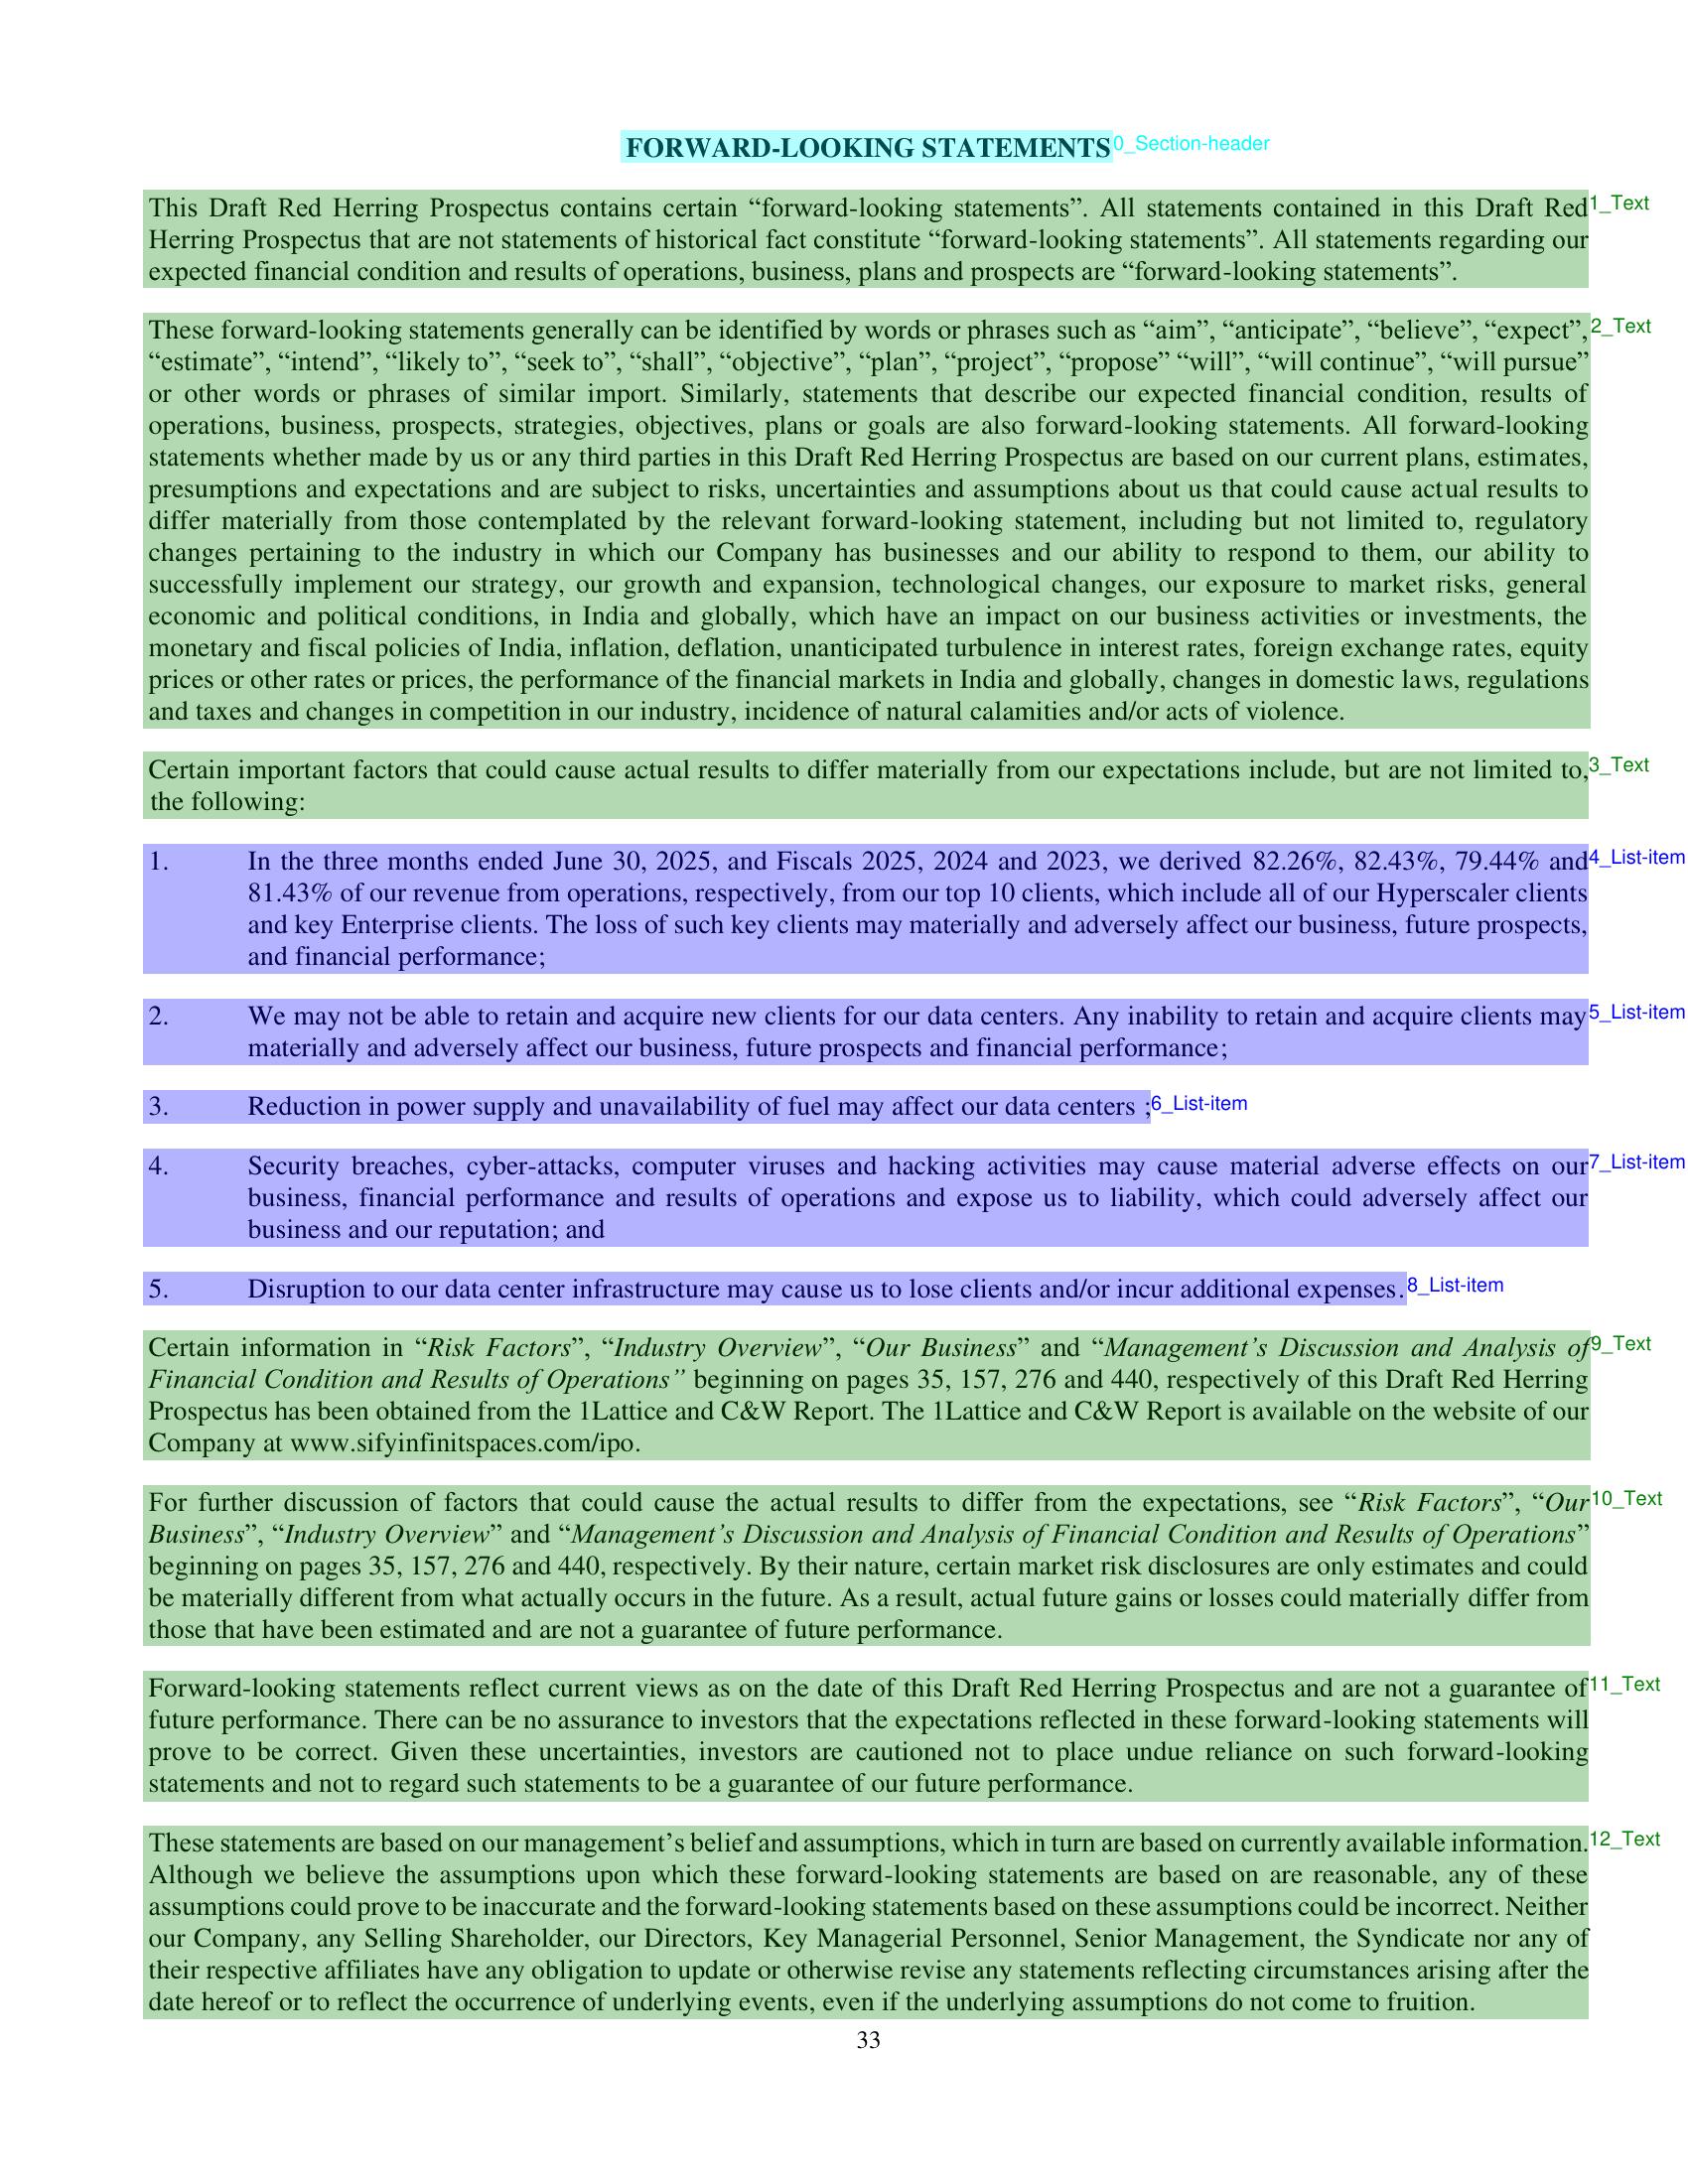 FORWARD-LOOKING STATEMENTS 0_Section-header
This Draft Red Herring Prospectus contains certain “forward-looking statements”. All statements contained in this Draft Red 1_Text
Herring Prospectus that are not statements of historical fact constitute “forward-looking statements”. All statements regarding our
expected financial condition and results of operations, business, plans and prospects are “forward-looking statements”.
These forward-looking statements generally can be identified by words or phrases such as “aim”, “anticipate”, “believe”, “expect”, 2_Text
“estimate”, “intend”, “likely to”, “seek to”, “shall”, “objective”, “plan”, “project”, “propose” “will”, “will continue”, “will pursue”
or other words or phrases of similar import. Similarly, statements that describe our expected financial condition, results of
operations, business, prospects, strategies, objectives, plans or goals are also forward-looking statements. All forward-looking
statements whether made by us or any third parties in this Draft Red Herring Prospectus are based on our current plans, estimates,
presumptions and expectations and are subject to risks, uncertainties and assumptions about us that could cause actual results to
differ materially from those contemplated by the relevant forward-looking statement, including but not limited to, regulatory
changes pertaining to the industry in which our Company has businesses and our ability to respond to them, our ability to
successfully implement our strategy, our growth and expansion, technological changes, our exposure to market risks, general
economic and political conditions, in India and globally, which have an impact on our business activities or investments, the
monetary and fiscal policies of India, inflation, deflation, unanticipated turbulence in interest rates, foreign exchange rates, equity
prices or other rates or prices, the performance of the financial markets in India and globally, changes in domestic laws, regulations
and taxes and changes in competition in our industry, incidence of natural calamities and/or acts of violence.
Certain important factors that could cause actual results to differ materially from our expectations include, but are not limited to, 3_Text
the following:
1. In the three months ended June 30, 2025, and Fiscals 2025, 2024 and 2023, we derived 82.26%, 82.43%, 79.44% and 4_List-item
81.43% of our revenue from operations, respectively, from our top 10 clients, which include all of our Hyperscaler clients
and key Enterprise clients. The loss of such key clients may materially and adversely affect our business, future prospects,
and financial performance;
2. We may not be able to retain and acquire new clients for our data centers. Any inability to retain and acquire clients may 5_List-item
materially and adversely affect our business, future prospects and financial performance;
3. Reduction in power supply and unavailability of fuel may affect our data centers ; 6_List-item
4. Security breaches, cyber-attacks, computer viruses and hacking activities may cause material adverse effects on our 7_List-item
business, financial performance and results of operations and expose us to liability, which could adversely affect our
business and our reputation; and
5. Disruption to our data center infrastructure may cause us to lose clients and/or incur additional expenses. 8_List-item
Certain information in “Risk Factors”, “Industry Overview”, “Our Business” and “Management’s Discussion and Analysis of 9_Text
Financial Condition and Results of Operations” beginning on pages 35, 157, 276 and 440, respectively of this Draft Red Herring
Prospectus has been obtained from the 1Lattice and C&W Report. The 1Lattice and C&W Report is available on the website of our
Company at www.sifyinfinitspaces.com/ipo.
For further discussion of factors that could cause the actual results to differ from the expectations, see “Risk Factors”, “Our 10_Text
Business”, “Industry Overview” and “Management’s Discussion and Analysis of Financial Condition and Results of Operations”
beginning on pages 35, 157, 276 and 440, respectively. By their nature, certain market risk disclosures are only estimates and could
be materially different from what actually occurs in the future. As a result, actual future gains or losses could materially differ from
those that have been estimated and are not a guarantee of future performance.
Forward-looking statements reflect current views as on the date of this Draft Red Herring Prospectus and are not a guarantee of 11_Text
future performance. There can be no assurance to investors that the expectations reflected in these forward-looking statements will
prove to be correct. Given these uncertainties, investors are cautioned not to place undue reliance on such forward-looking
statements and not to regard such statements to be a guarantee of our future performance.
These statements are based on our management’s belief and assumptions, which in turn are based on currently available information. 12_Text
Although we believe the assumptions upon which these forward-looking statements are based on are reasonable, any of these
assumptions could prove to be inaccurate and the forward-looking statements based on these assumptions could be incorrect. Neither
our Company, any Selling Shareholder, our Directors, Key Managerial Personnel, Senior Management, the Syndicate nor any of
their respective affiliates have any obligation to update or otherwise revise any statements reflecting circumstances arising after the
date hereof or to reflect the occurrence of underlying events, even if the underlying assumptions do not come to fruition.
33